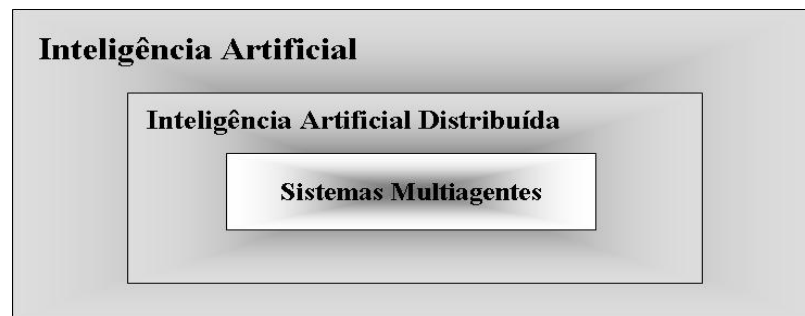 Inteligência Artificial
Inteligência Artificial Distribuída
Sistemas Multiagentes